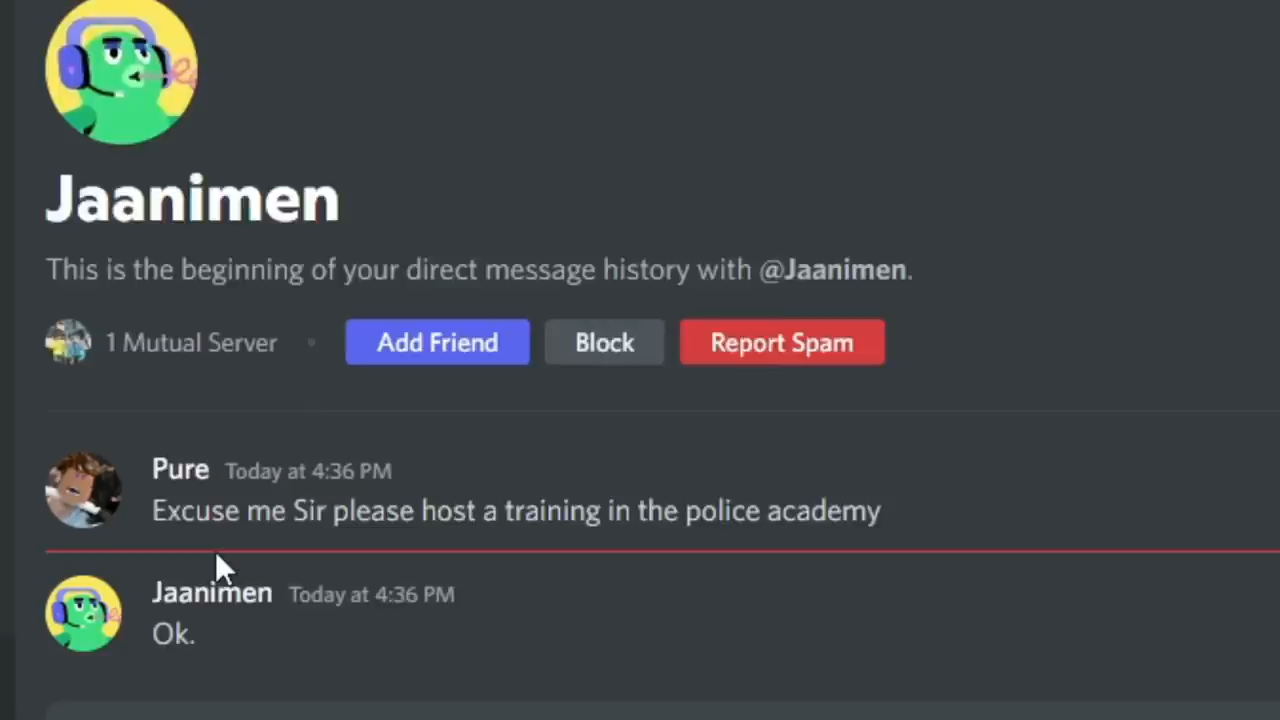 Jaanimen
This is the beginning of your direct message history with @Jaanimen.
1 Mutual Server
Add Friend
Block
Report Spam
Pure Today at 4:36 PM
Excuse me Sir please host a training in the police academy
Jaanimen Today at 4:36 PM
Ok.